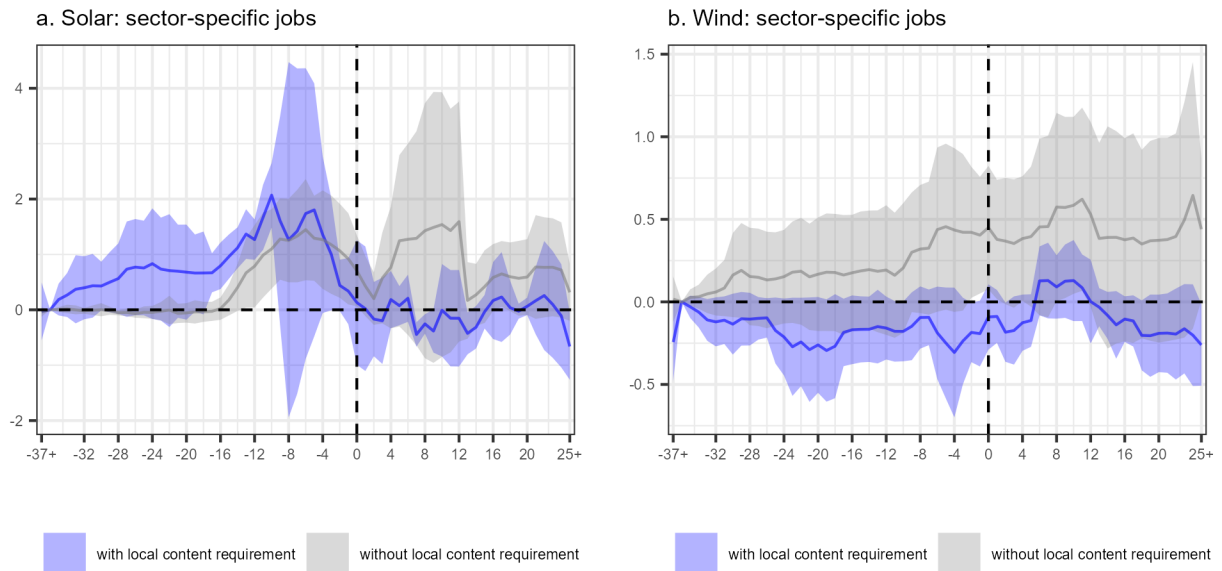 a. Solar: sector-specific jobs
4
2
0
-2
-37+ -32 -28 -24 -20 -16 -12 -8 -4 0 4 8 12 16 20 25+
with local content requirement without local content requirement
b. Wind: sector-specific jobs
1.5
1.0
0.5
0.0
-0.5
-37+ -32 -28 -24 -20 -16 -12 -8 -4 0 4 8 12 16 20 25+
with local content requirement without local content requirement